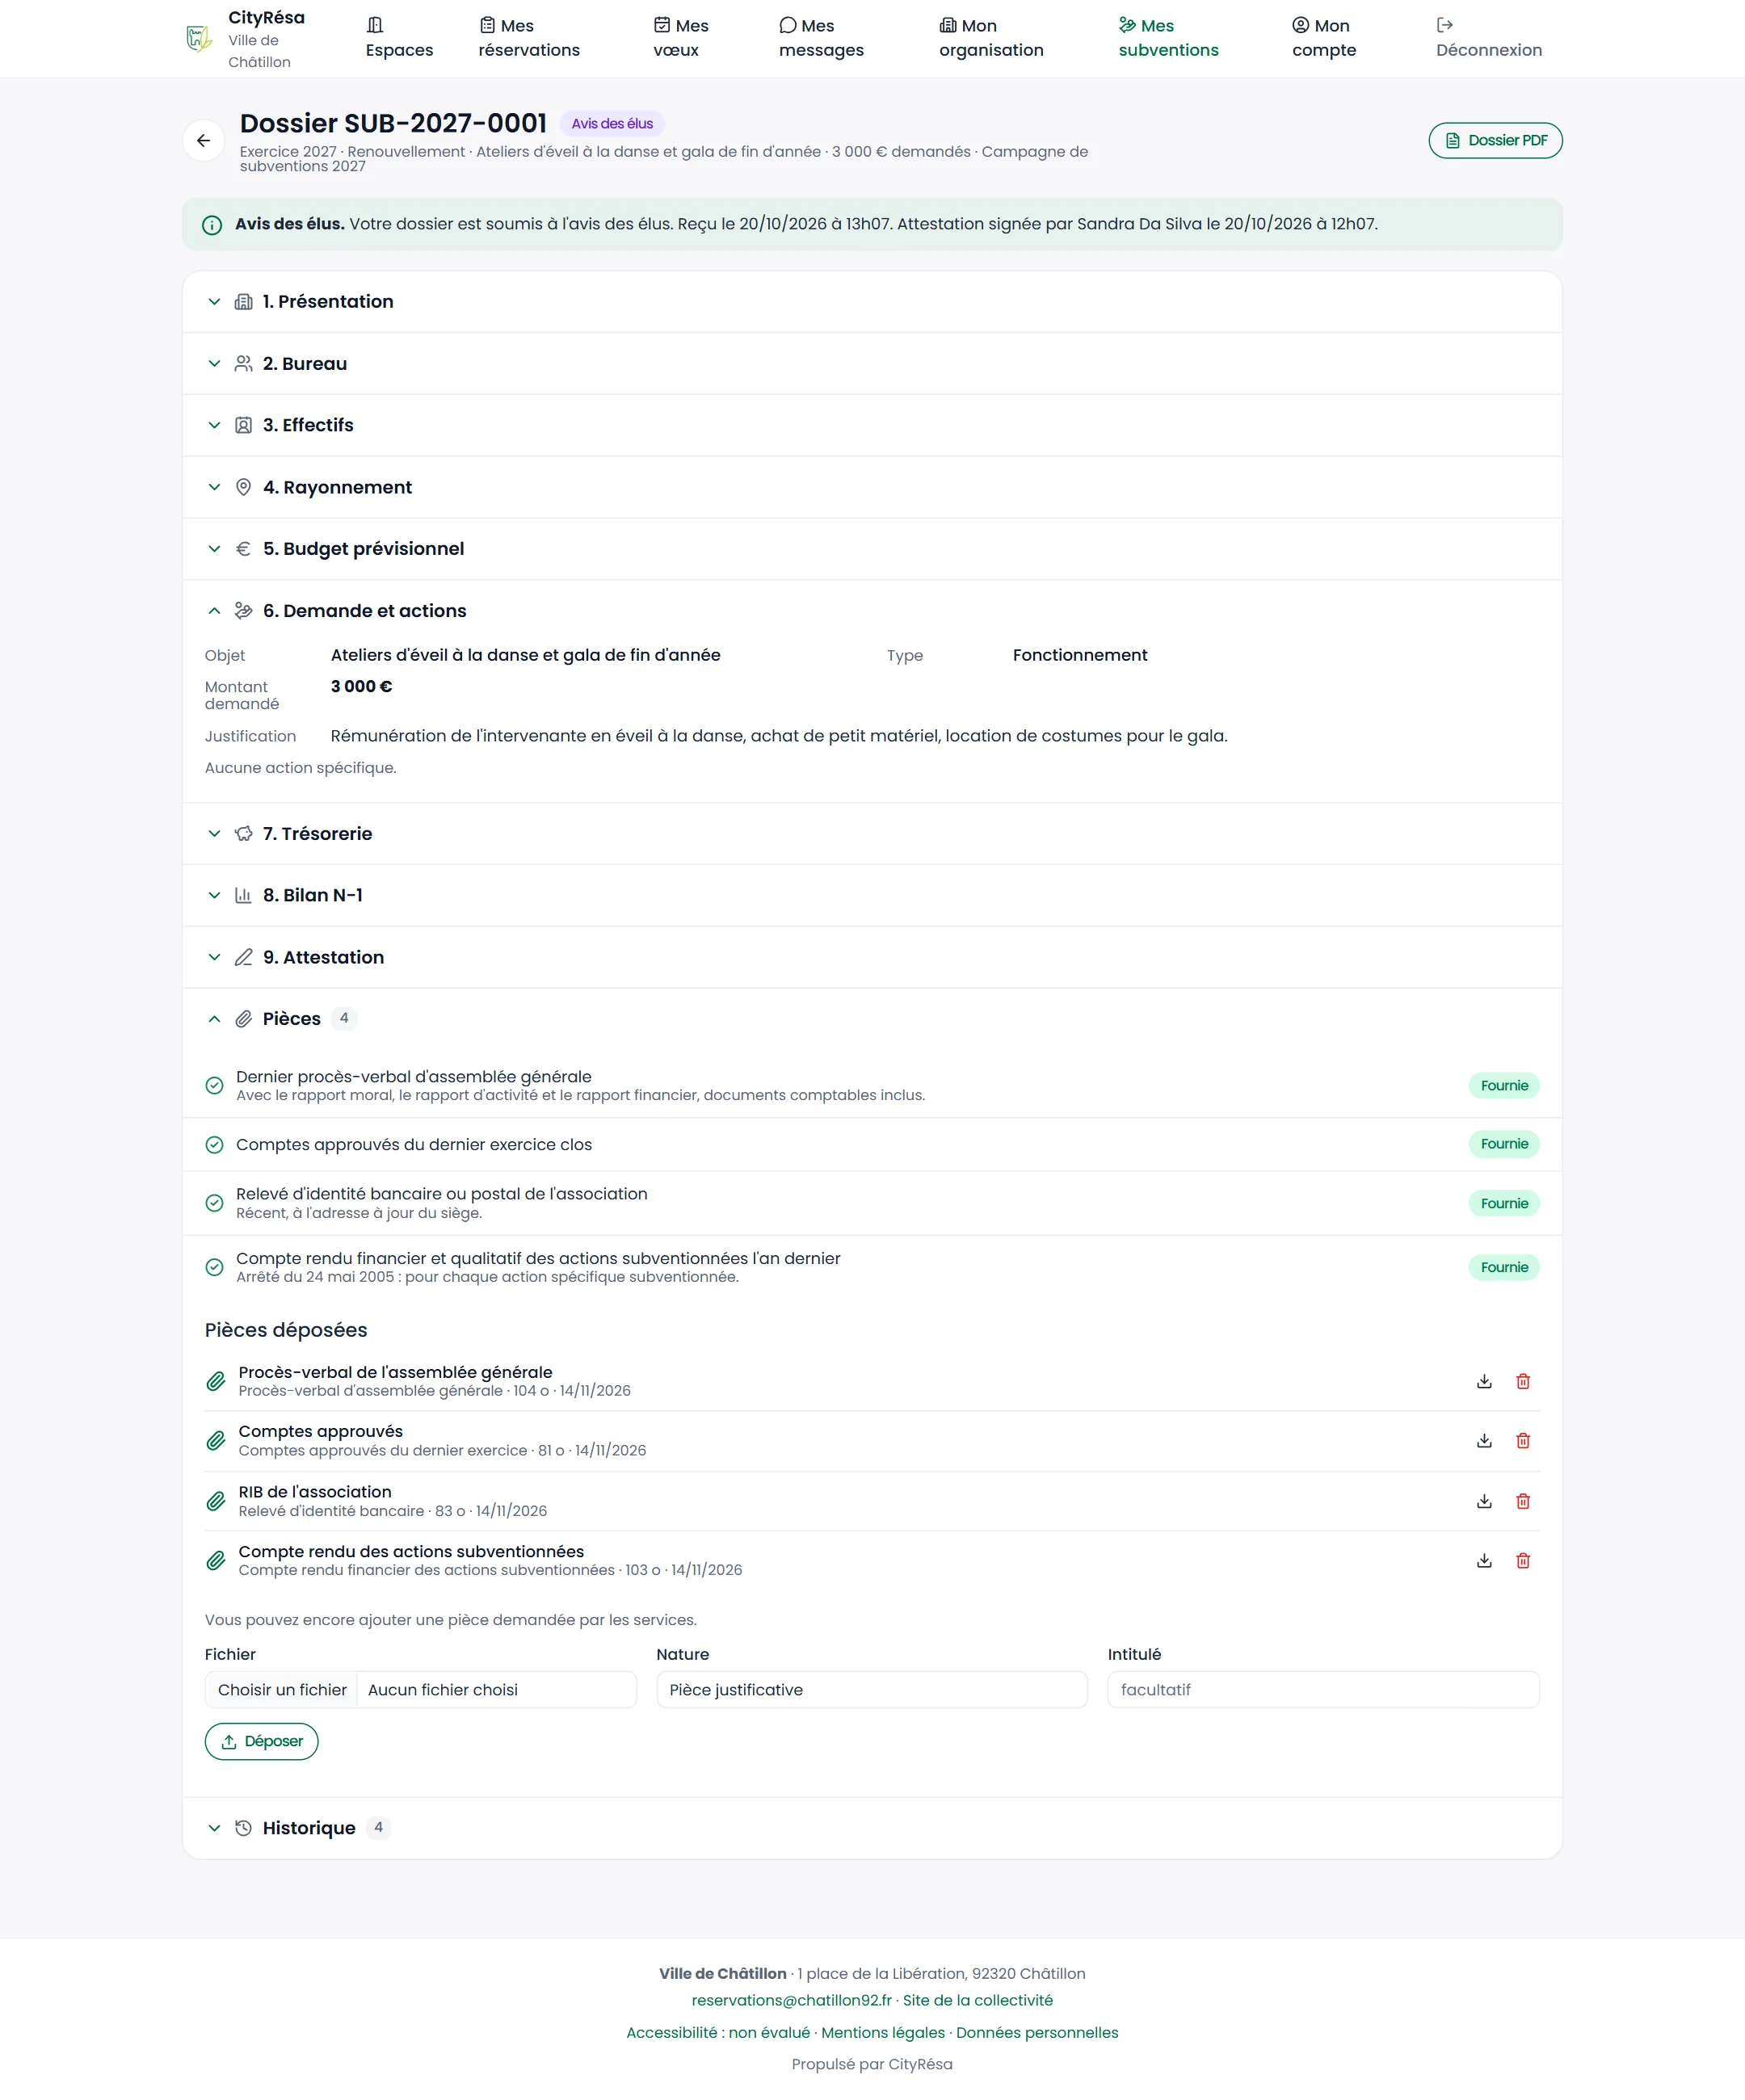 CityRésa
Ville de
Châtillon
Espaces
Mes
réservations
Mes
vœux
Mes
messages
Mon
organisation
Mes
subventions
Mon
compte
Déconnexion
Dossier SUB-2027-0001 Avis des élus
Exercice 2027 · Renouvellement · Ateliers d'éveil à la danse et gala de fin d'année · 3 000 € demandés · Campagne de
subventions 2027
Dossier PDF
Avis des élus. Votre dossier est soumis à l'avis des élus. Reçu le 20/10/2026 à 13h07. Attestation signée par Sandra Da Silva le 20/10/2026 à 12h07.
1. Présentation
2. Bureau
3. Effectifs
4. Rayonnement
5. Budget prévisionnel
6. Demande et actions
Objet Ateliers d'éveil à la danse et gala de fin d'année Type Fonctionnement
Montant
demandé
3 000 €
Justification Rémunération de l'intervenante en éveil à la danse, achat de petit matériel, location de costumes pour le gala.
Aucune action spécifique.
7. Trésorerie
8. Bilan N-1
9. Attestation
Pièces 4
Dernier procès-verbal d'assemblée générale
Avec le rapport moral, le rapport d'activité et le rapport financier, documents comptables inclus.
Fournie
Comptes approuvés du dernier exercice clos
Fournie
Relevé d'identité bancaire ou postal de l'association
Récent, à l'adresse à jour du siège.
Fournie
Compte rendu financier et qualitatif des actions subventionnées l'an dernier
Arrêté du 24 mai 2005 : pour chaque action spécifique subventionnée.
Fournie
Pièces déposées
Procès-verbal de l'assemblée générale
Procès-verbal d'assemblée générale · 104 o · 14/11/2026
Comptes approuvés
Comptes approuvés du dernier exercice · 81 o · 14/11/2026
RIB de l'association
Relevé d'identité bancaire · 83 o · 14/11/2026
Compte rendu des actions subventionnées
Compte rendu financier des actions subventionnées · 103 o · 14/11/2026
Vous pouvez encore ajouter une pièce demandée par les services.
Fichier Nature Intitulé
Choisir un fichier Aucun fichier choisi Pièce justificative facultatif
Déposer
Historique 4
Ville de Châtillon · 1 place de la Libération, 92320 Châtillon
reservations@chatillon92.fr · Site de la collectivité
Accessibilité : non évalué · Mentions légales · Données personnelles
Propulsé par CityRésa